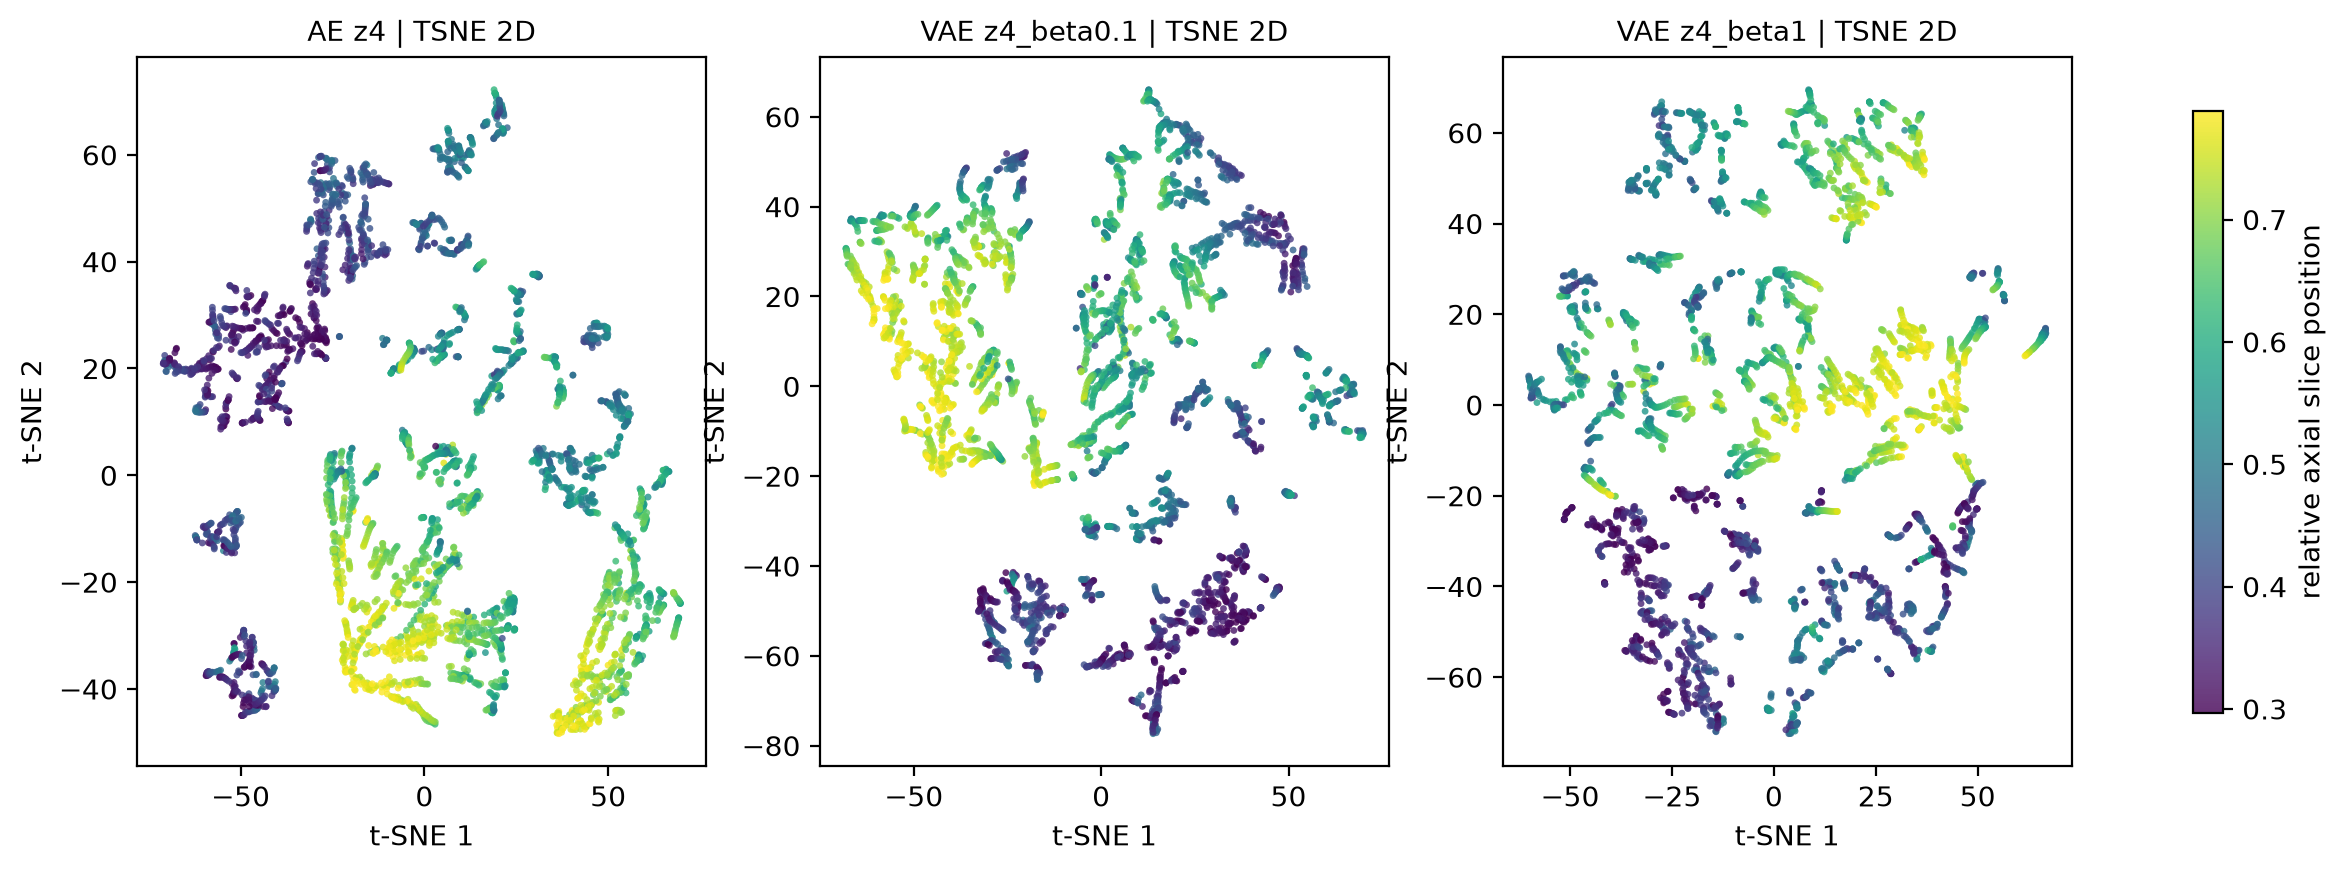 AE z4 | TSNE 2D
60
40
20
0
−20
−40
t-SNE 2
−50 0 50
t-SNE 1
VAE z4_beta0.1 | TSNE 2D
60
40
20
0
−20
−40
−60
−80
t-SNE 2
−50 0 50
t-SNE 1
VAE z4_beta1 | TSNE 2D
60
40
20
0
−20
−40
−60
t-SNE 2
−50 −25 0 25 50
t-SNE 1
0.7
0.6
0.5
0.4
0.3
relative axial slice position